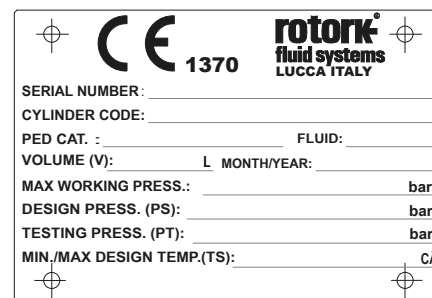 CE 1370
rotork®
fluid systems
LUCCA ITALY
SERIAL NUMBER:
CYLINDER CODE:
PED CAT. : FLUID:
VOLUME (V): L MONTH/YEAR:
MAX WORKING PRESS.: bar
DESIGN PRESS. (PS): bar
TESTING PRESS. (PT): bar
MIN./MAX DESIGN TEMP.(TS):